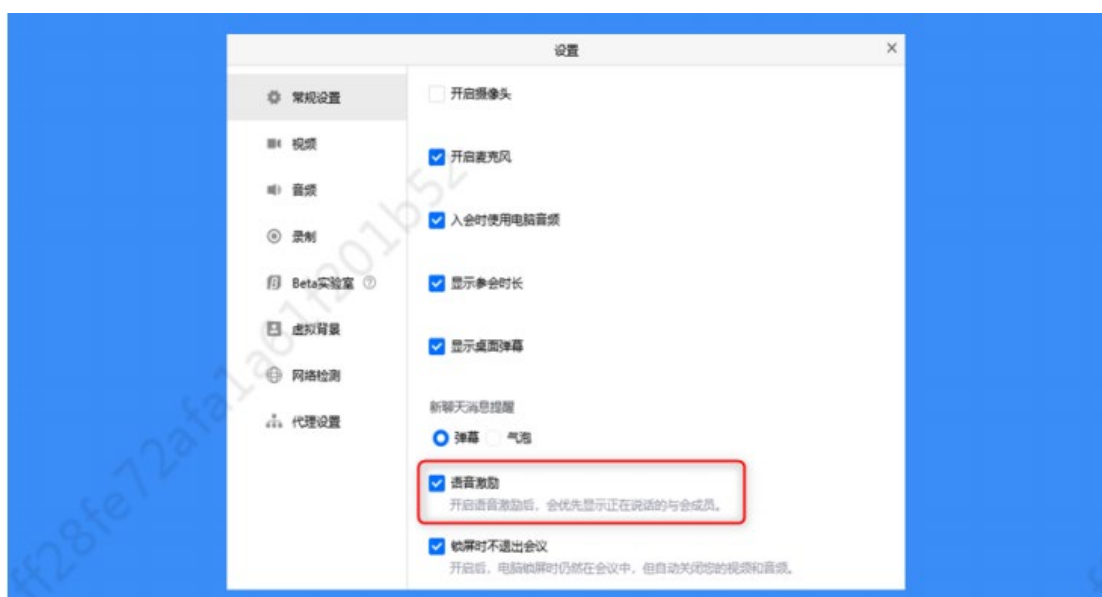 设置
常规设置
开启摄像头
视频
开启麦克风
音频
入会时使用电脑音频
录制
Beta实验室
显示参会时长
虚拟背景
显示桌面弹幕
网络检测
新聊天消息提醒
代理设置
弹幕 气泡
语音激励
开启语音激励后，会优先显示正在说话的与会成员。
锁屏时不退出会议
开启后，电脑锁屏时仍然在会议中，但自动关闭您的视频和音频。